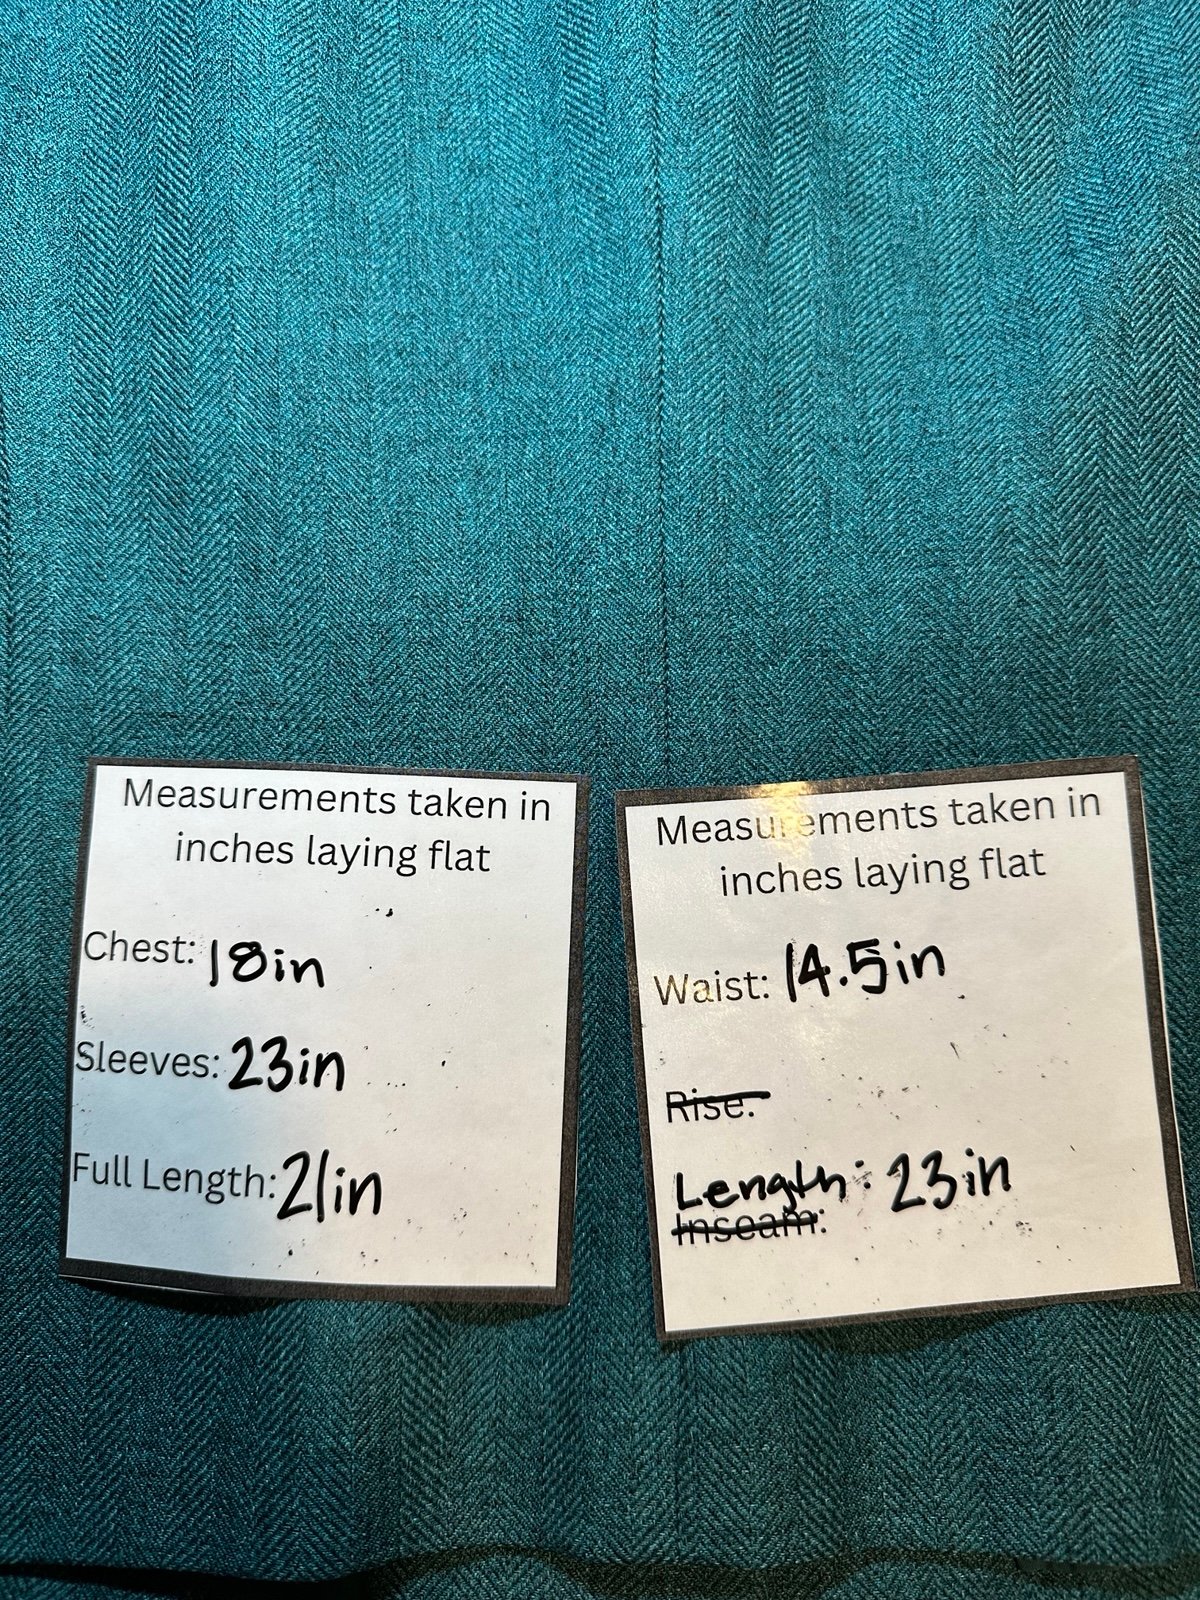 Measurements taken in
inches laying flat
Chest: 18in
Sleeves: 23in
Full Length: 21in
Measurements taken in
inches laying flat
Waist: 14.5in
Rise:
Length: 23in
Inseam: